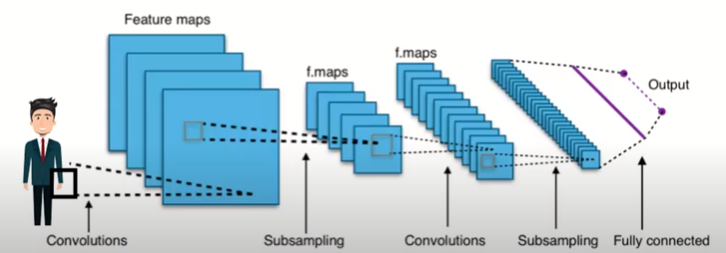 Feature maps
f.maps
f.maps
Output
Convolutions
Subsampling
Convolutions
Subsampling
Fully connected